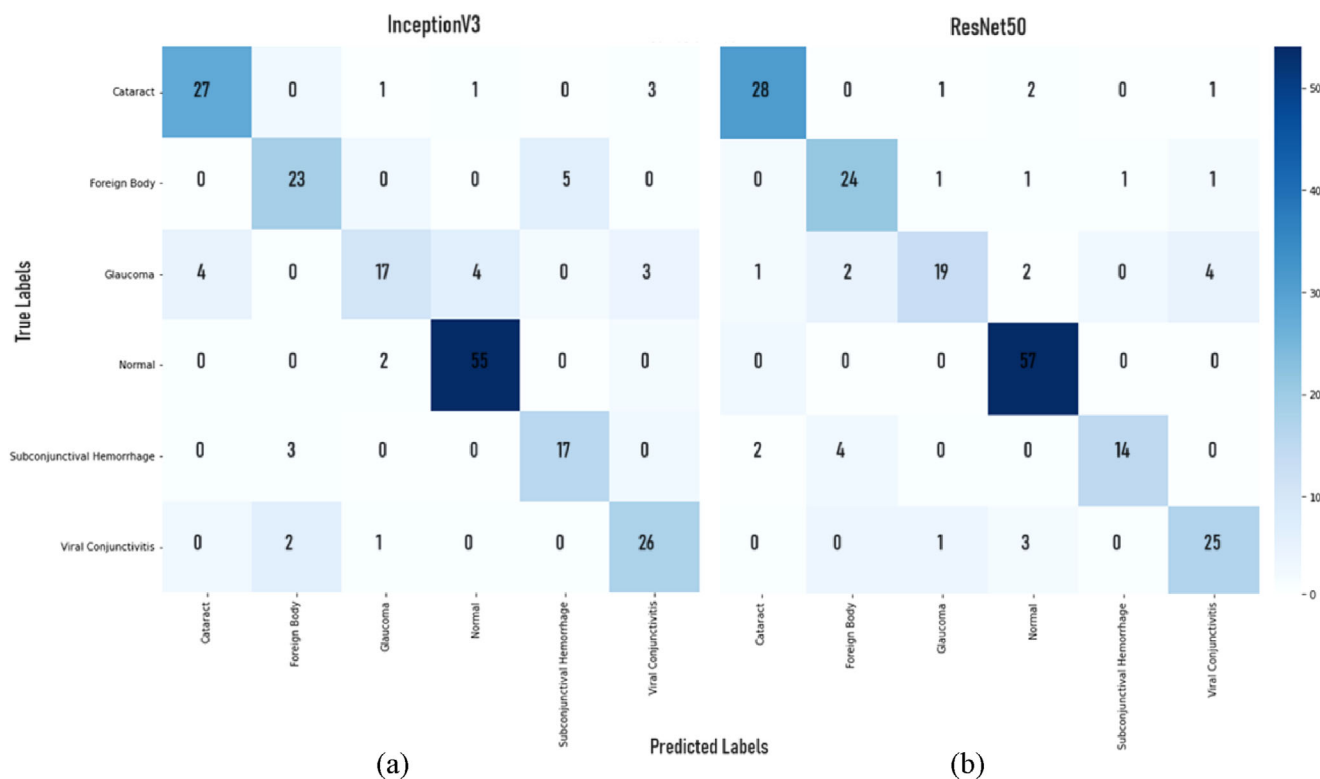 InceptionV3
ResNet50
True Labels
Cataract
27 0 1 1 0 3
28 0 1 2 0 1
Foreign Body
0 23 0 0 5 0
0 24 1 1 1 1
Glaucoma
4 0 17 4 0 3
1 2 19 2 0 4
Normal
0 0 2 55 0 0
0 0 0 57 0 0
Subconjunctival Hemorrhage
0 3 0 0 17 0
2 4 0 0 14 0
Viral Conjunctivitis
0 2 1 0 0 26
0 0 1 3 0 25
50
40
30
20
10
0
Cataract
Foreign Body
Glaucoma
Normal
Subconjunctival Hemorrhage
Viral Conjunctivitis
Cataract
Foreign Body
Glaucoma
Normal
Subconjunctival Hemorrhage
Viral Conjunctivitis
Predicted Labels
(a)
(b)